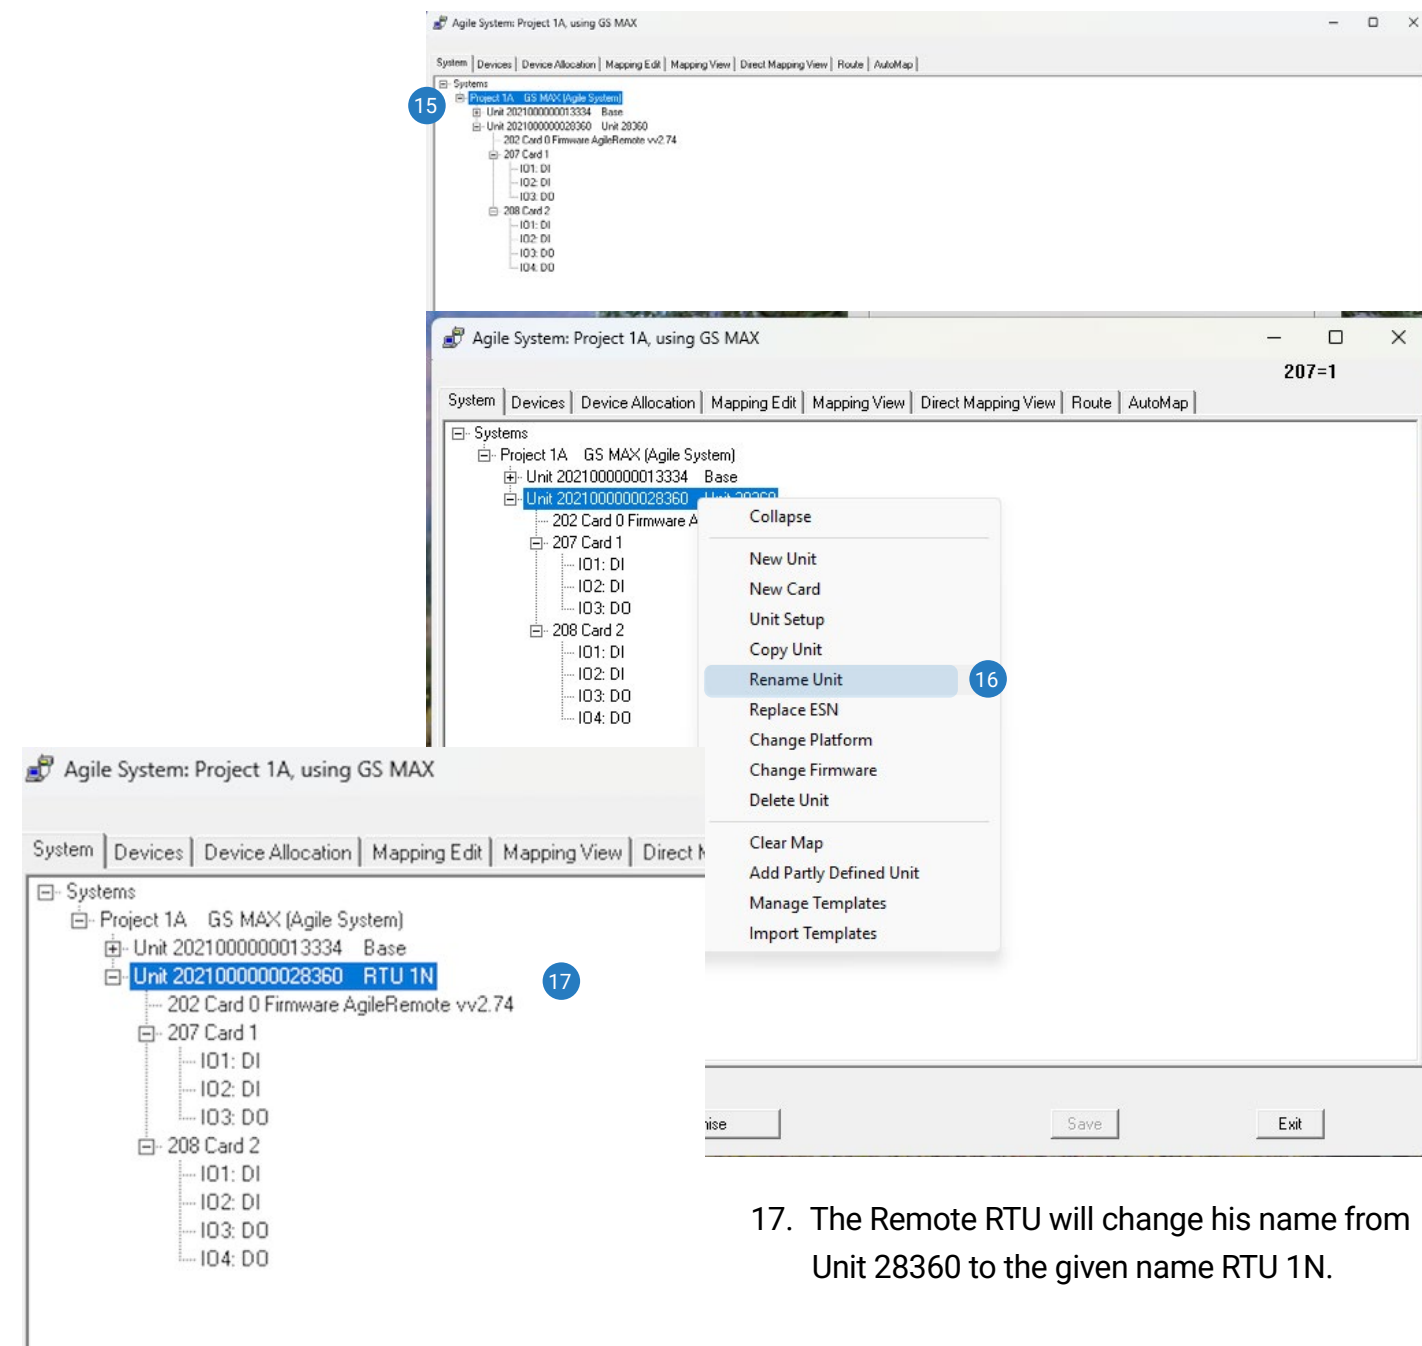 Agile System: Project 1A, using GS MAX
System Devices Device Allocation Mapping Edit Mapping View Direct Mapping View Route AutoMap
Systems
Project 1A GS MAX (Agile System)
15
Unit 2021000000013334 Base
Unit 2021000000028360 Unit 28360
202 Card 0 Firmware AgileRemote vv2.74
207 Card 1
IO1: DI
IO2: DI
IO3: DO
208 Card 2
IO1: DI
IO2: DI
IO3: DO
IO4: DO
Agile System: Project 1A, using GS MAX
207=1
System Devices Device Allocation Mapping Edit Mapping View Direct Mapping View Route AutoMap
Systems
Project 1A GS MAX (Agile System)
Unit 2021000000013334 Base
Unit 2021000000028360 Unit 28360
202 Card 0 Firmware A
207 Card 1
IO1: DI
IO2: DI
IO3: DO
208 Card 2
IO1: DI
IO2: DI
IO3: DO
IO4: DO
Collapse
New Unit
New Card
Unit Setup
Copy Unit
Rename Unit
16
Replace ESN
Change Platform
Change Firmware
Delete Unit
Clear Map
Add Partly Defined Unit
Manage Templates
Import Templates
nise Save Exit
Agile System: Project 1A, using GS MAX
System Devices Device Allocation Mapping Edit Mapping View Direct M
Systems
Project 1A GS MAX (Agile System)
Unit 2021000000013334 Base
Unit 2021000000028360 RTU 1N
17
202 Card 0 Firmware AgileRemote vv2.74
207 Card 1
IO1: DI
IO2: DI
IO3: DO
208 Card 2
IO1: DI
IO2: DI
IO3: DO
IO4: DO
17. The Remote RTU will change his name from
Unit 28360 to the given name RTU 1N.